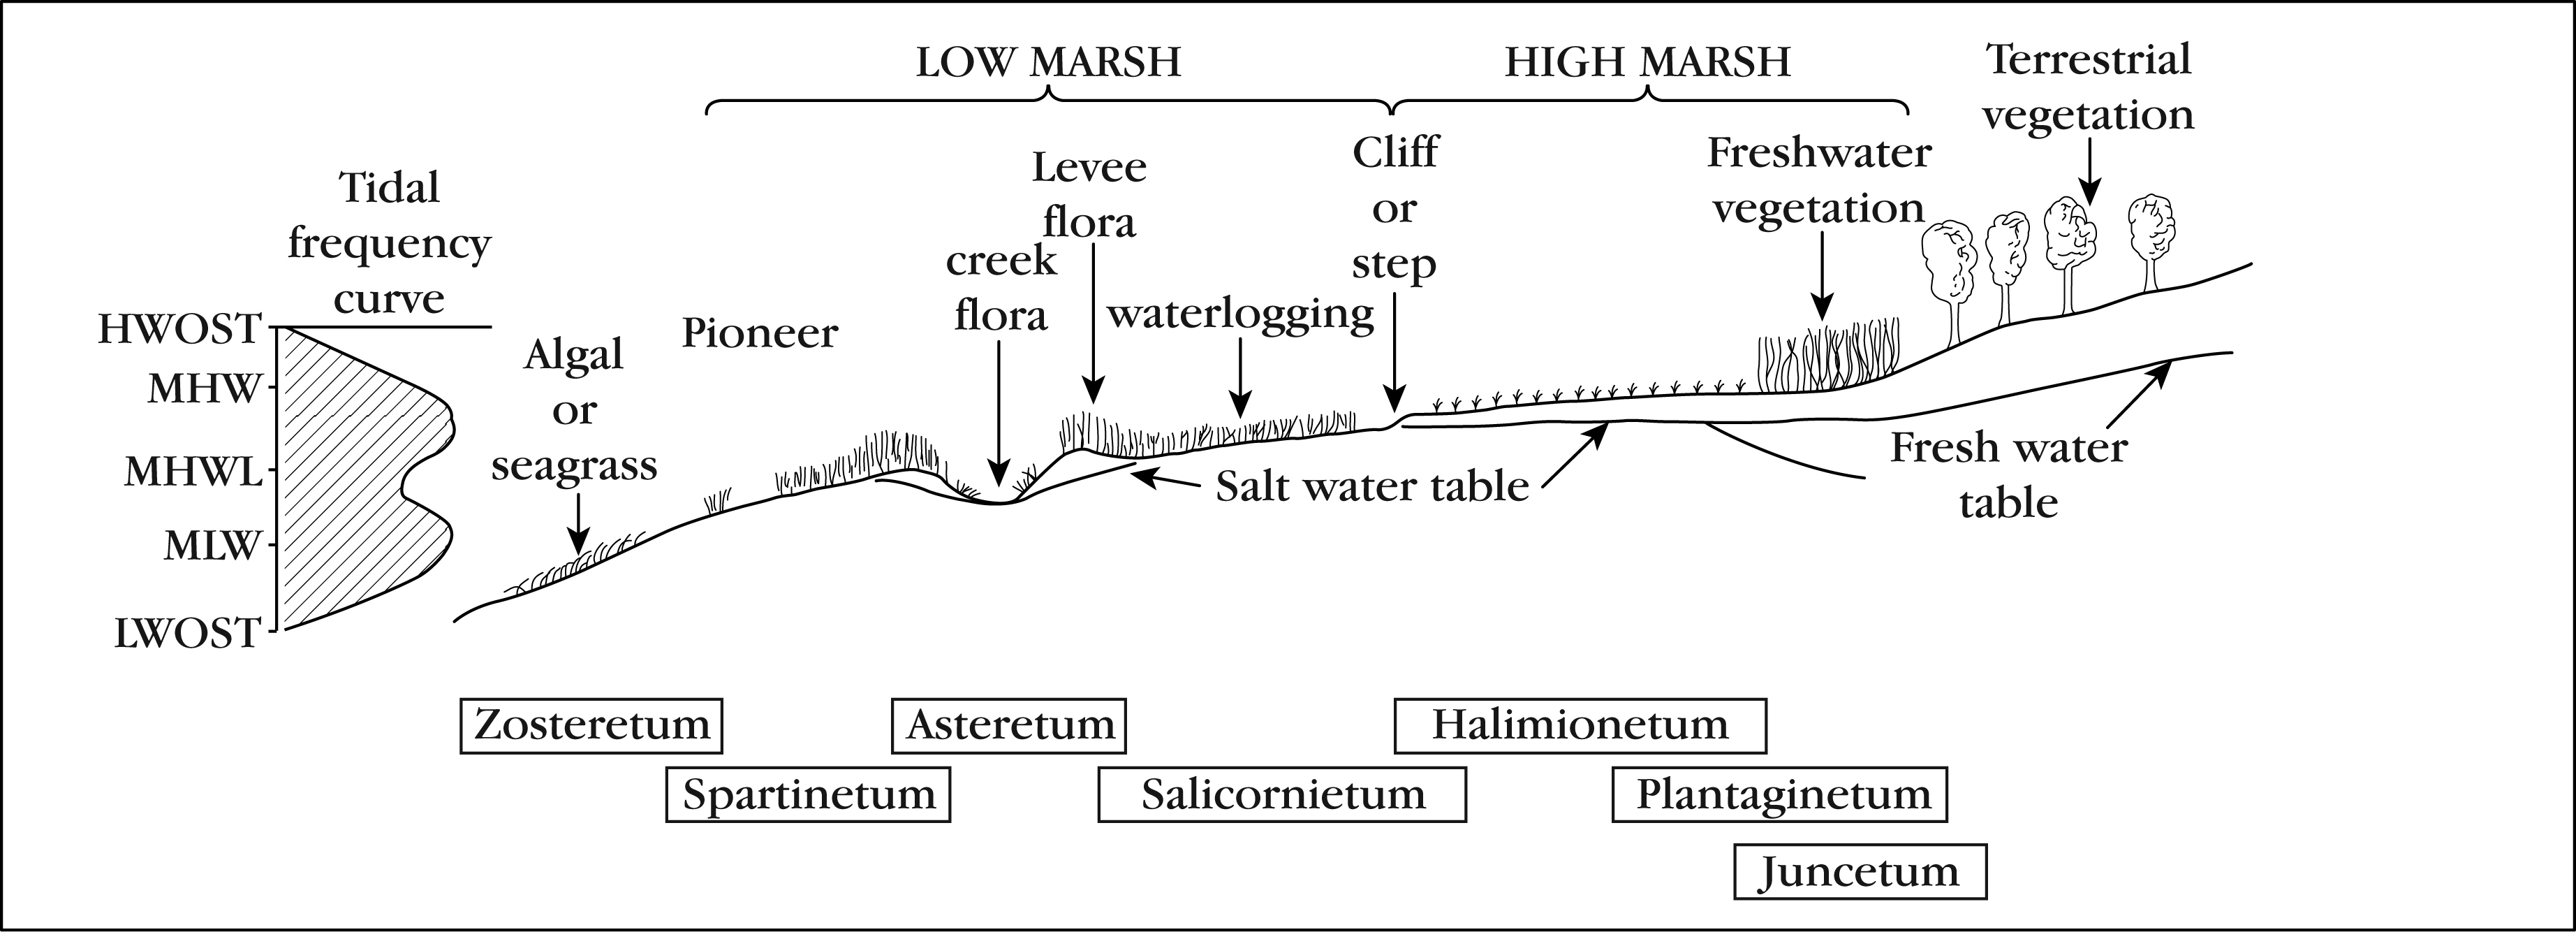 LOW MARSH
HIGH MARSH
Terrestrial
vegetation
Tidal
frequency
curve
Levee
flora
creek
flora
Cliff
or
step
Freshwater
vegetation
waterlogging
Pioneer
Algal
or
seagrass
HWOST
MHW
MHWL
MLW
LWOST
Salt water table
Fresh water
table
Zosteretum
Asteretum
Halimionetum
Spartinetum
Salicornietum
Plantaginetum
Juncetum